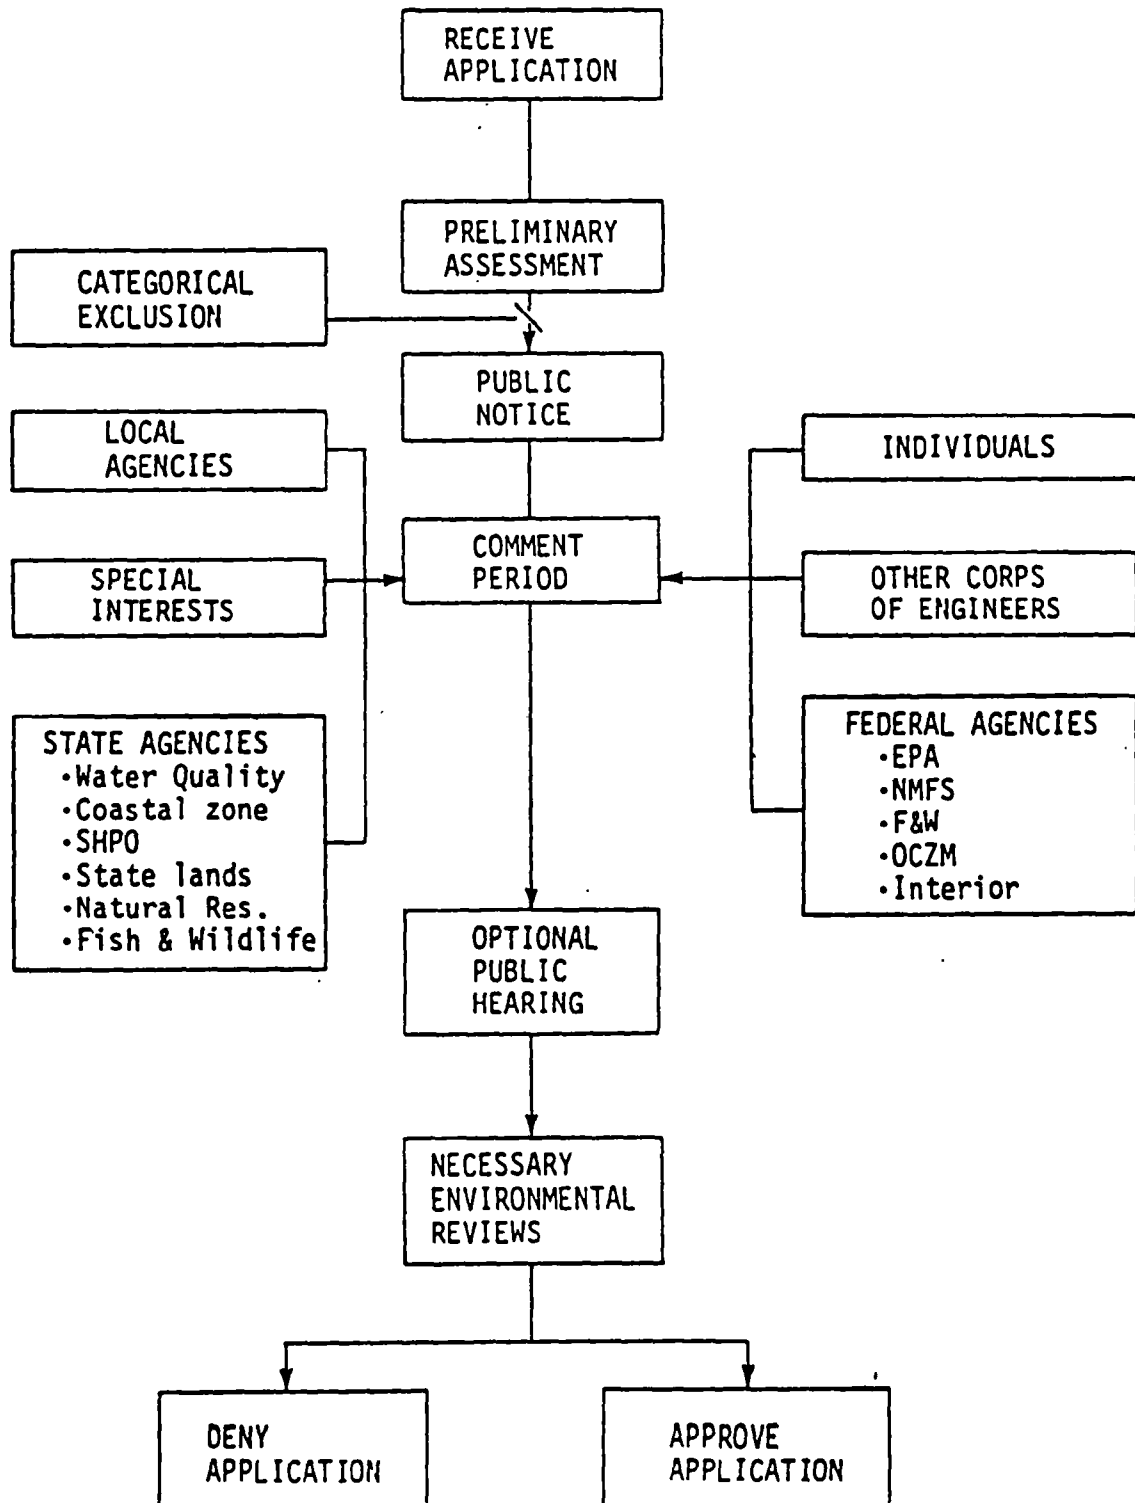 RECEIVE
APPLICATION
PRELIMINARY
ASSESSMENT
CATEGORICAL
EXCLUSION
PUBLIC
NOTICE
LOCAL
AGENCIES
INDIVIDUALS
COMMENT
PERIOD
SPECIAL
INTERESTS
OTHER CORPS
OF ENGINEERS
STATE AGENCIES
•Water Quality
•Coastal zone
•SHPO
•State lands
•Natural Res.
•Fish & Wildlife
FEDERAL AGENCIES
•EPA
•NMFS
•F&W
•OCZM
•Interior
OPTIONAL
PUBLIC
HEARING
NECESSARY
ENVIRONMENTAL
REVIEWS
DENY
APPLICATION
APPROVE
APPLICATION